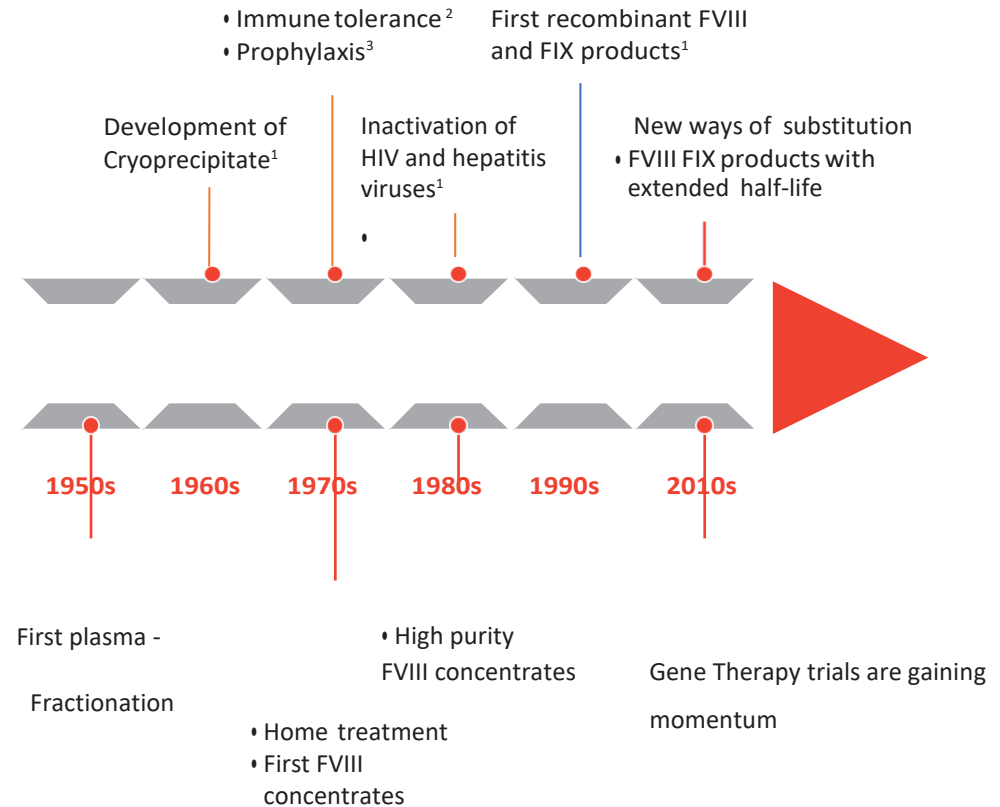 • Immune tolerance ²
• Prophylaxis³
First recombinant FVIII
and FIX products¹
Development of
Cryoprecipitate¹
Inactivation of
HIV and hepatitis
viruses¹
•
New ways of substitution
• FVIII FIX products with
extended half-life
1950s 1960s 1970s 1980s 1990s 2010s
First plasma -
Fractionation
• High purity
FVIII concentrates
Gene Therapy trials are gaining
momentum
• Home treatment
• First FVIII
concentrates